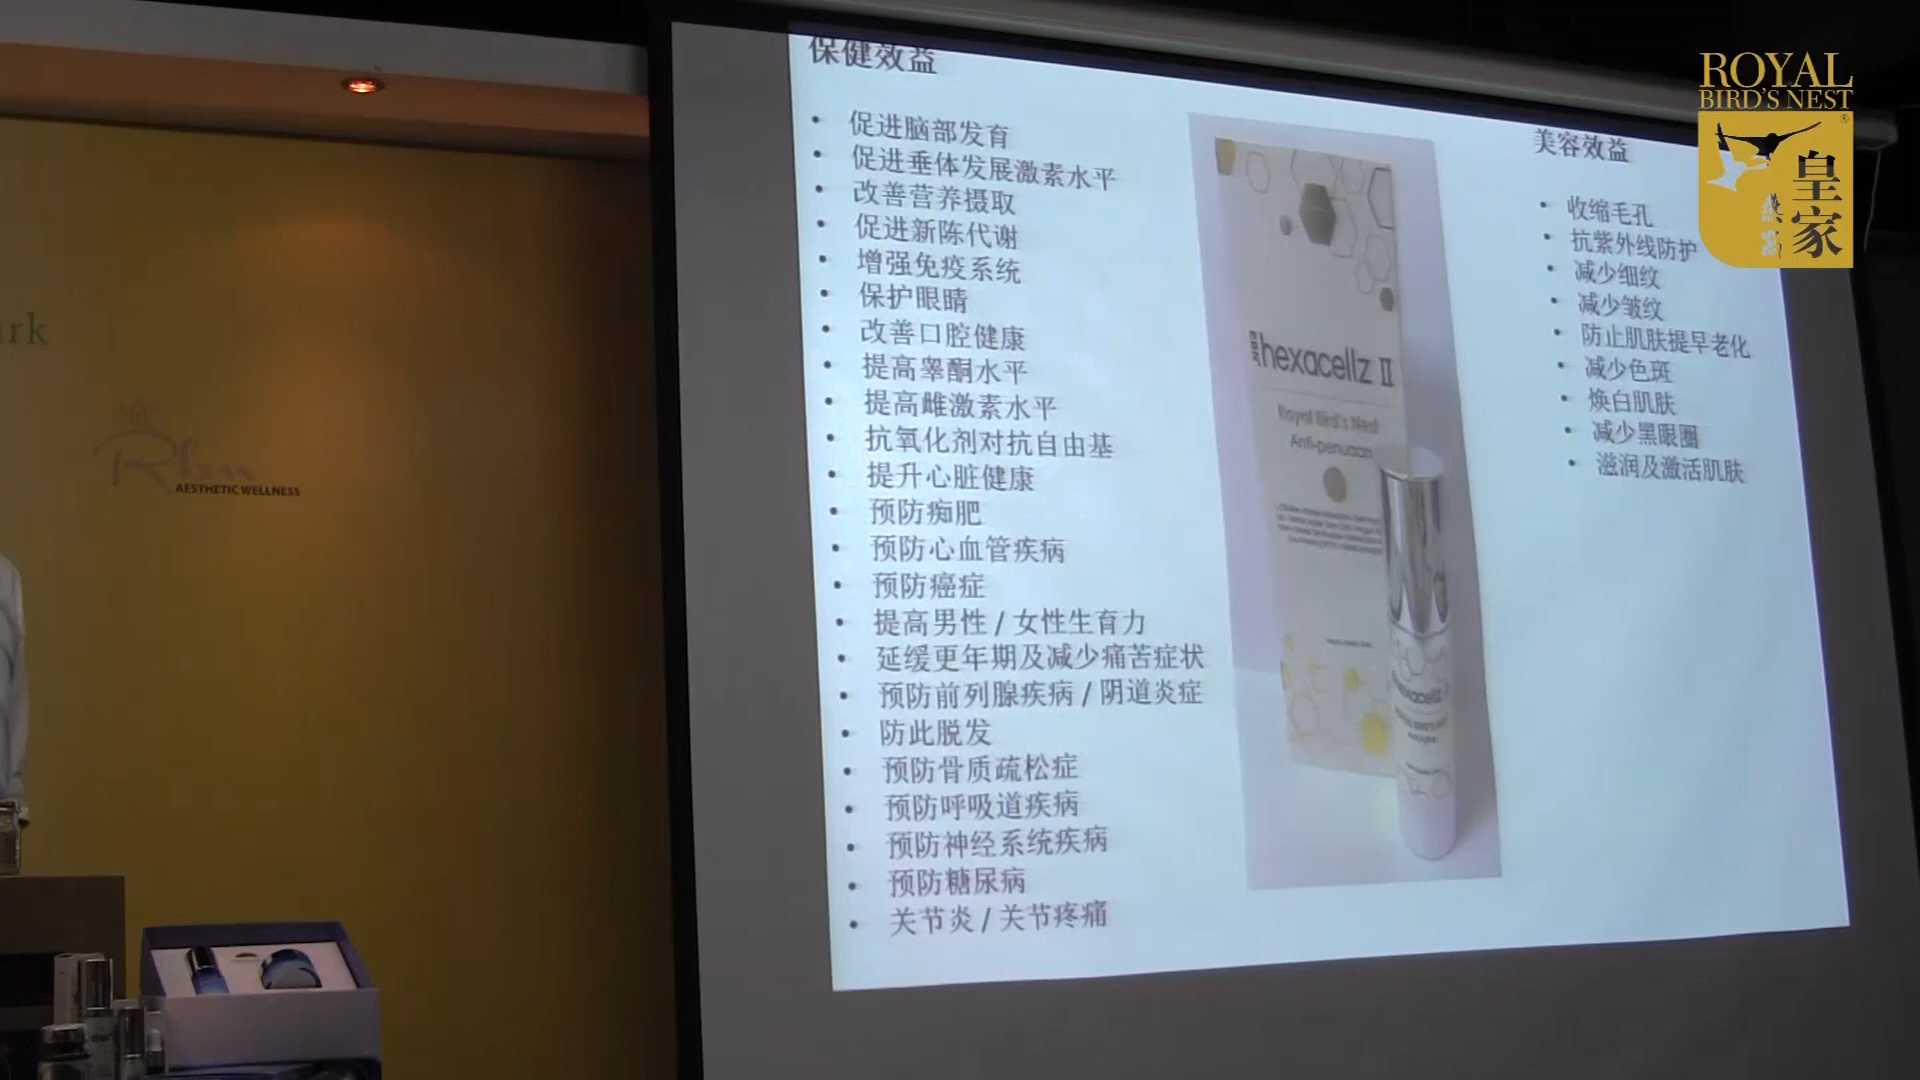 保健效益
促进脑部发育
促进垂体发展激素水平
改善营养摄取
促进新陈代谢
增强免疫系统
保护眼睛
改善口腔健康
提高睾酮水平
提高雌激素水平
抗氧化剂对抗自由基
提升心脏健康
预防痴肥
预防心血管疾病
预防癌症
提高男性 / 女性生育力
延缓更年期及减少痛苦症状
预防前列腺疾病 / 阴道炎症
防此脱发
预防骨质疏松症
预防呼吸道疾病
预防神经系统疾病
预防糖尿病
关节炎 / 关节疼痛
hexacellz II
Royal Bird's Nest
Anti-penuaan
美容效益
收缩毛孔
抗紫外线防护
减少细纹
减少皱纹
防止肌肤提早老化
减少色斑
焕白肌肤
减少黑眼圈
滋润及激活肌肤
ROYAL
BIRD'S NEST
皇家
燕窝
ark
AESTHETIC WELLNESS